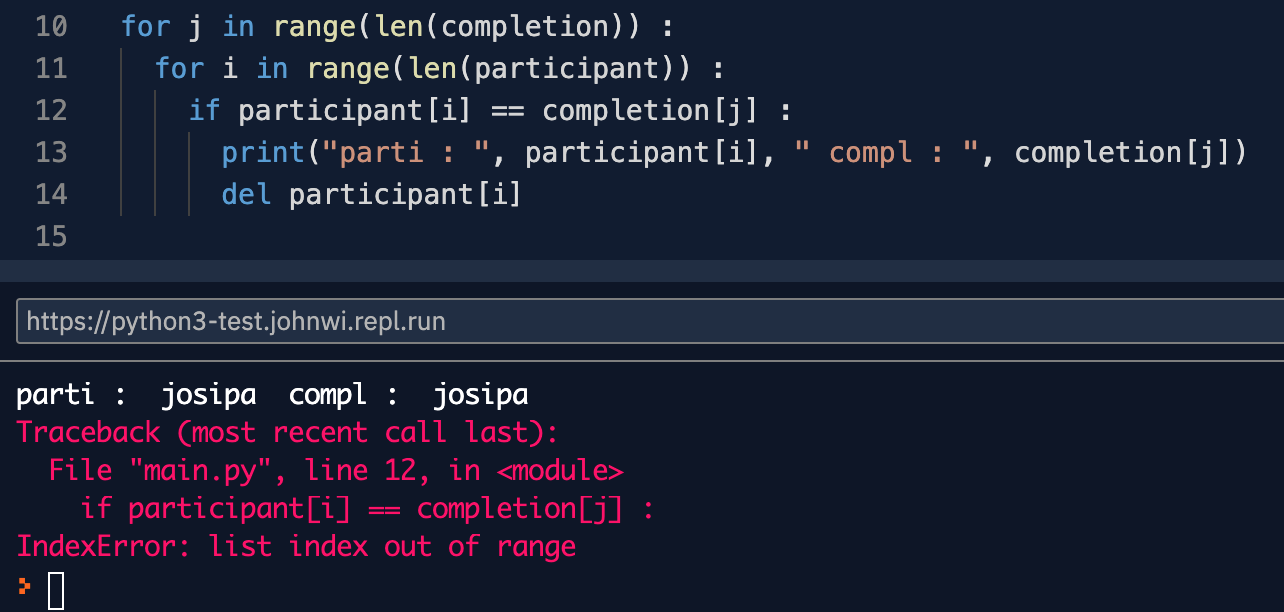 10 for j in range(len(completion)) :
11 for i in range(len(participant)) :
12 if participant[i] == completion[j] :
13 print("parti : ", participant[i], " compl : ", completion[j])
14 del participant[i]
15
https://python3-test.johnwi.repl.run
parti :  josipa  compl :  josipa
Traceback (most recent call last):
  File "main.py", line 12, in <module>
    if participant[i] == completion[j] :
IndexError: list index out of range